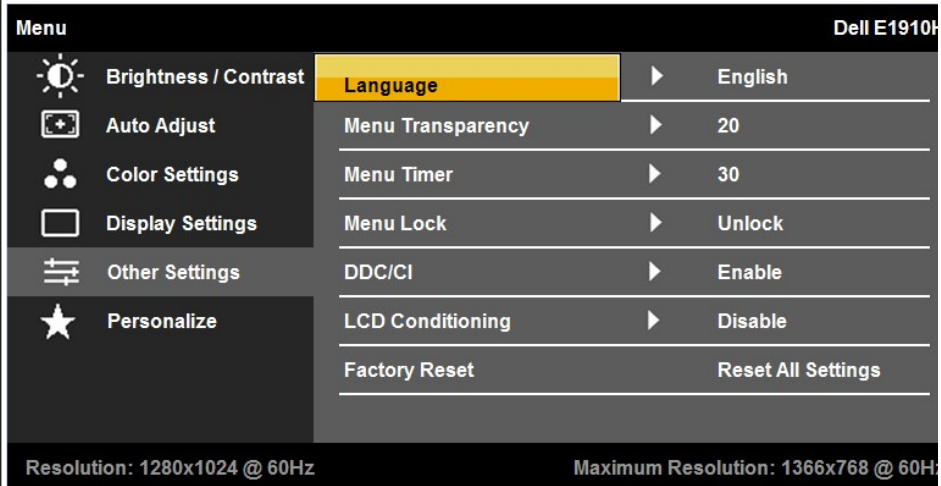 Menu Dell E1910H
Brightness / Contrast Language English
Auto Adjust Menu Transparency 20
Color Settings Menu Timer 30
Display Settings Menu Lock Unlock
Other Settings DDC/CI Enable
Personalize LCD Conditioning Disable
Factory Reset Reset All Settings
Resolution: 1280x1024 @ 60Hz Maximum Resolution: 1366x768 @ 60Hz